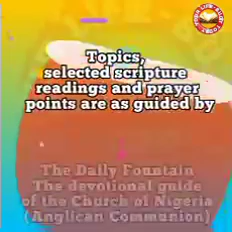 Topics,
selected scripture
readings and prayer
points are as guided by
The Daily Fountain
The devotional guide
of the Church of Nigeria
(Anglican Communion)